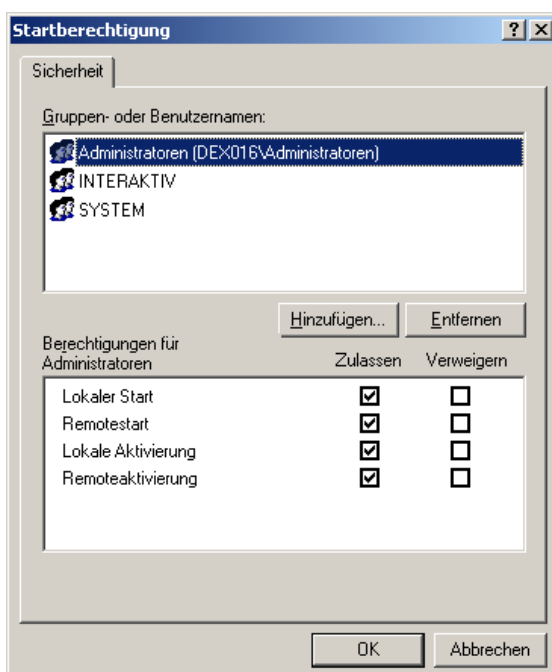 Startberechtigung
Sicherheit
Gruppen- oder Benutzernamen:
Administratoren (DEX016\Administratoren)
INTERAKTIV
SYSTEM
Hinzufügen... Entfernen
Berechtigungen für
Administratoren Zulassen Verweigern
Lokaler Start
Remotestart
Lokale Aktivierung
Remoteaktivierung
OK Abbrechen